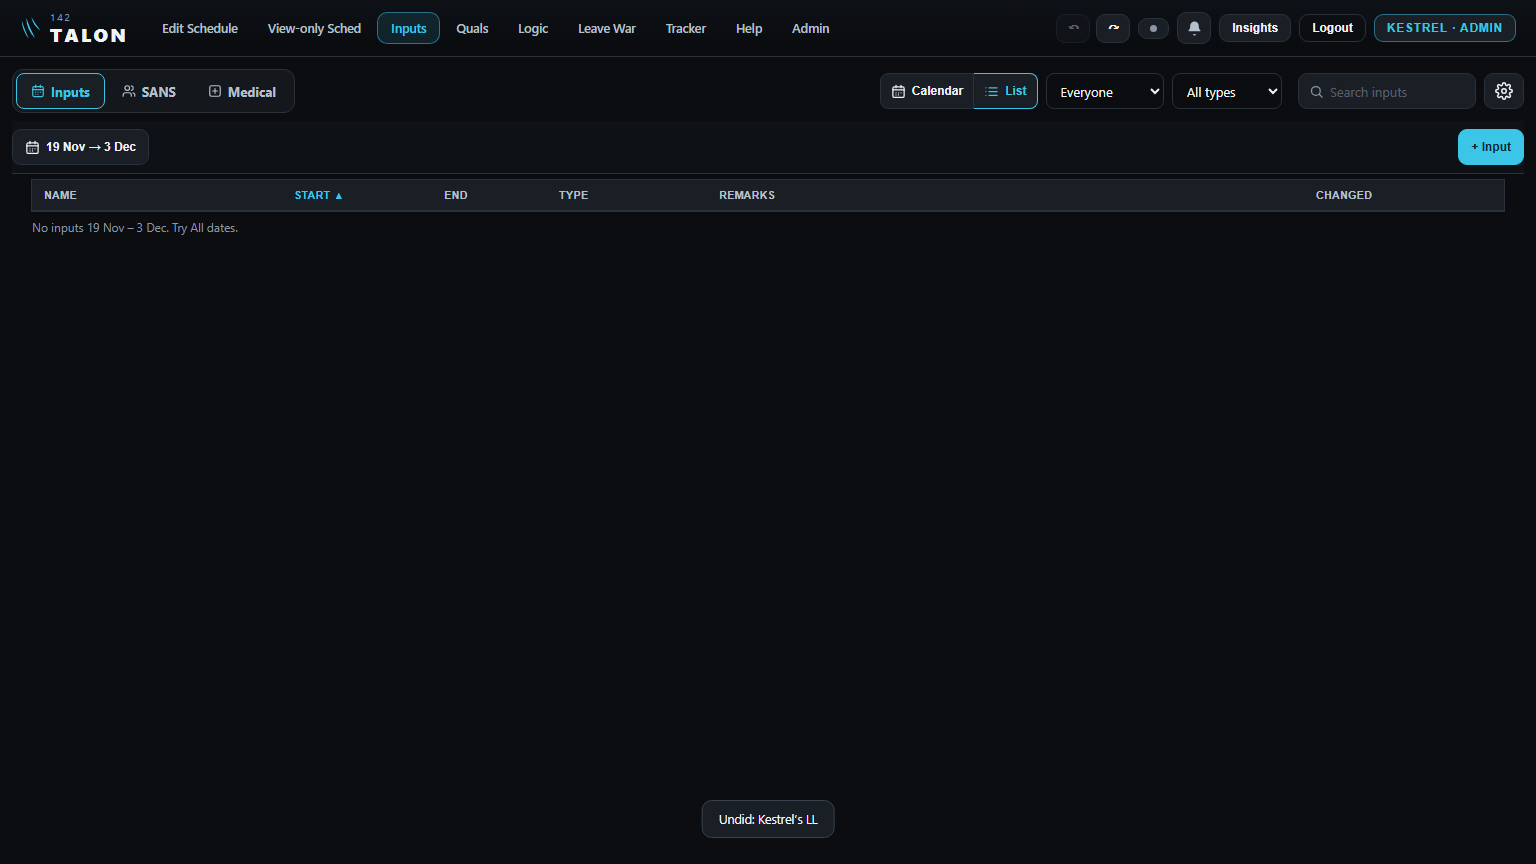 142
TALON
Edit Schedule
View-only Sched
Inputs
Quals
Logic
Leave War
Tracker
Help
Admin
Insights
Logout
KESTREL · ADMIN
Inputs
SANS
Medical
Calendar
List
Everyone
All types
Search inputs
19 Nov → 3 Dec
+ Input
NAME
START ▲
END
TYPE
REMARKS
CHANGED
No inputs 19 Nov – 3 Dec. Try All dates.
Undid: Kestrel's LL